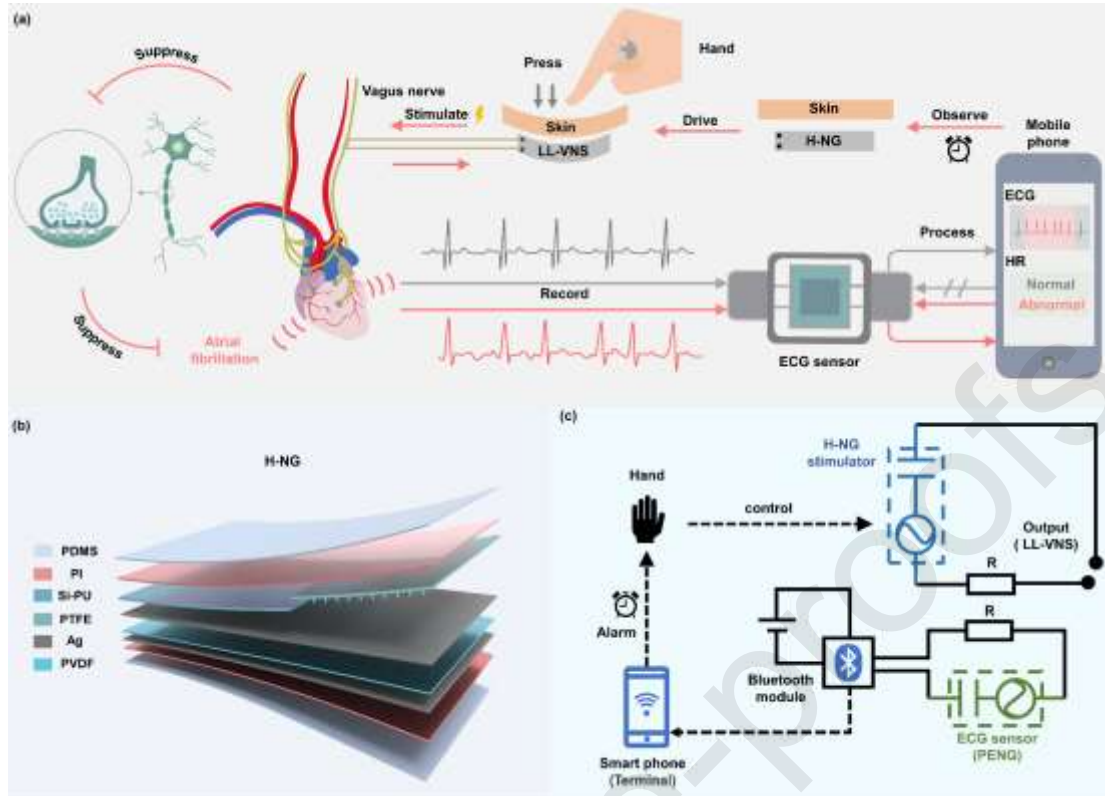 (a)
Suppress
Suppress
Atrial
fibrillation
Vagus nerve
Stimulate
Press
Hand
Skin
LL-VNS
Drive
Skin
H-NG
Observe
Mobile
phone
ECG
HR
Normal
Abnormal
Process
Record
ECG sensor
(b)
H-NG
PDMS
PI
Si-PU
PTFE
Ag
PVDF
(c)
H-NG
stimulator
Hand
control
Output
( LL-VNS)
R
R
Alarm
Bluetooth
module
ECG sensor
(PENG)
Smart phone
(Terminal)
-proofs